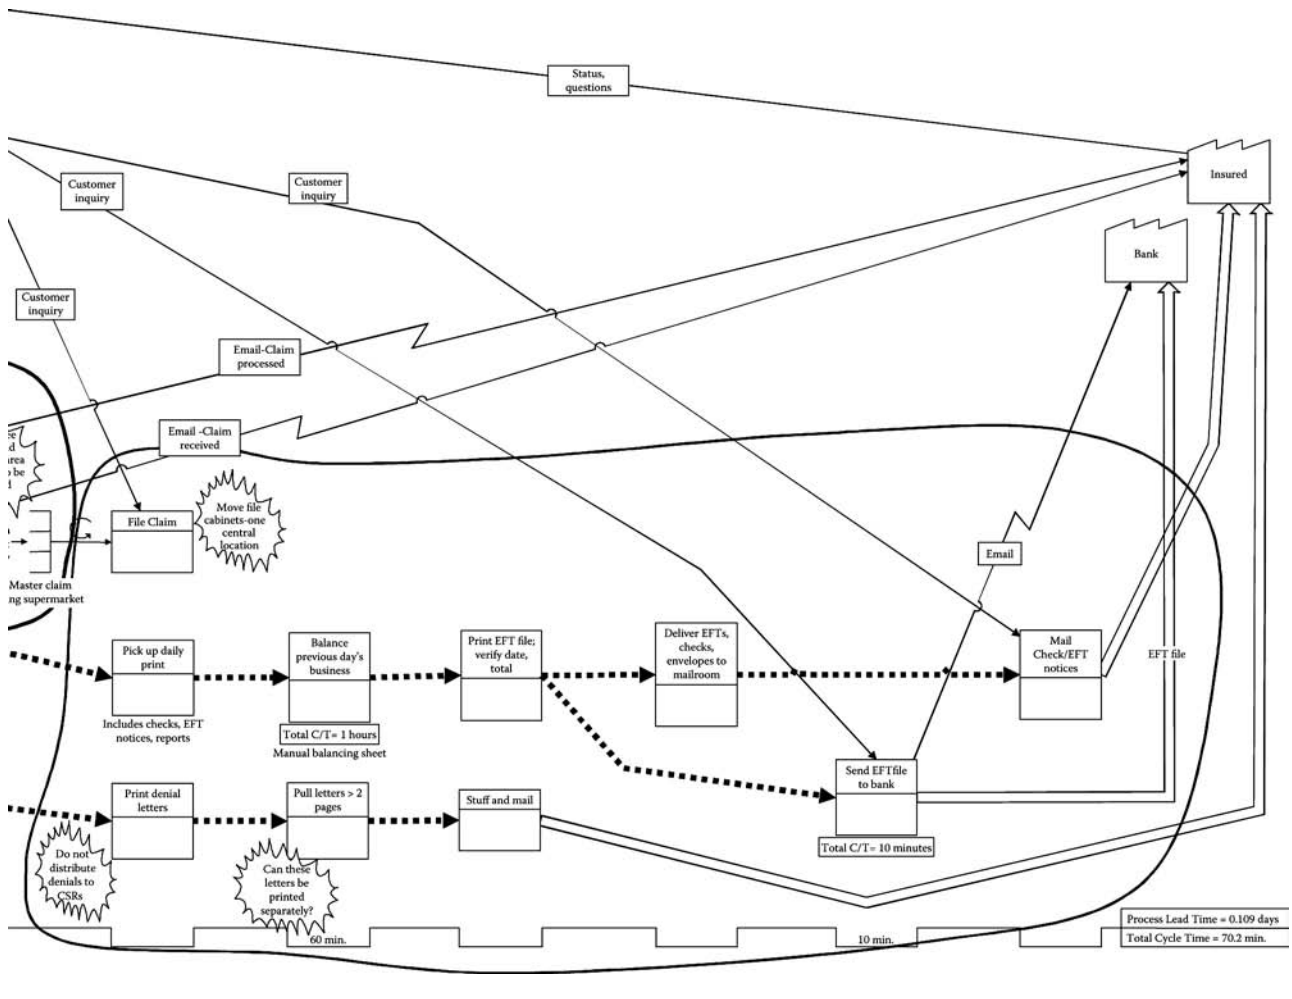 Status,
questions
Insured
Customer
inquiry
Customer
inquiry
Bank
Customer
inquiry
Email-Claim
processed
Email -Claim
received
area
be
Move file
cabinets-one
central
location
File Claim
Email
Master claim
ng supermarket
Pick up daily
print
Includes checks, EFT
notices, reports
Balance
previous day's
business
Total C/T= 1 hours
Manual balancing sheet
Print EFT file;
verify date,
total
Deliver EFTs,
checks,
envelopes to
mailroom
Mail
Check/EFT
notices
EFT file
Send EFTfile
to bank
Total C/T= 10 minutes
Print denial
letters
Pull letters > 2
pages
Stuff and mail
Do not
distribute
denials to
CSRs
Can these
letters be
printed
separately?
60 min.
10 min.
Process Lead Time = 0.109 days
Total Cycle Time = 70.2 min.